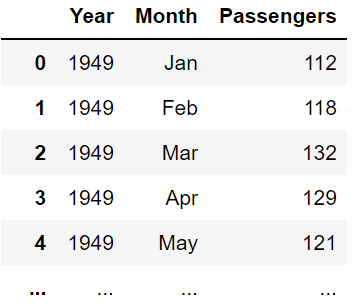 Year Month Passengers
0 1949 Jan 112
1 1949 Feb 118
2 1949 Mar 132
3 1949 Apr 129
4 1949 May 121
... ... ... ...